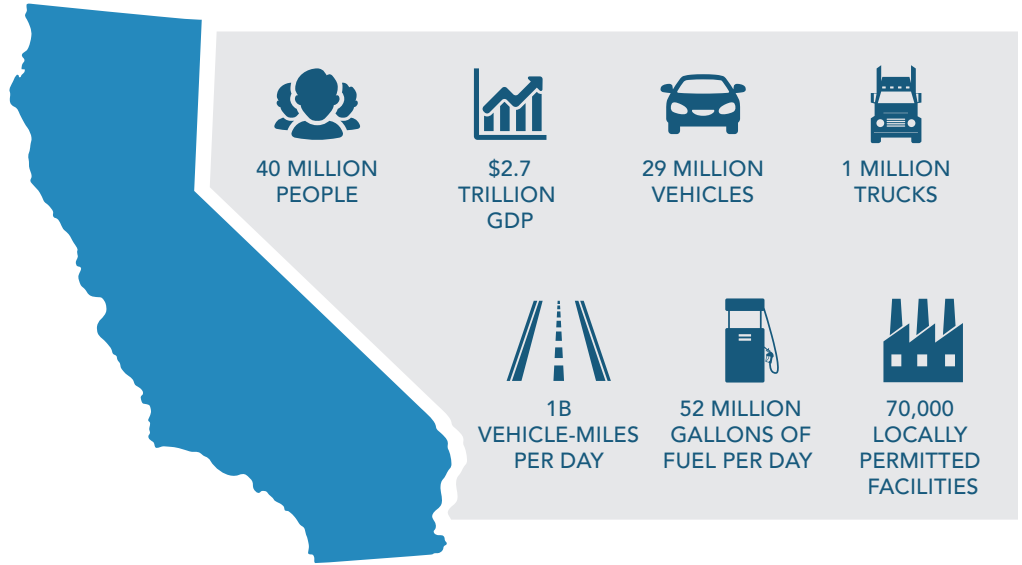 40 MILLION
PEOPLE
$2.7
TRILLION
GDP
29 MILLION
VEHICLES
1 MILLION
TRUCKS
1B
VEHICLE-MILES
PER DAY
52 MILLION
GALLONS OF
FUEL PER DAY
70,000
LOCALLY
PERMITTED
FACILITIES